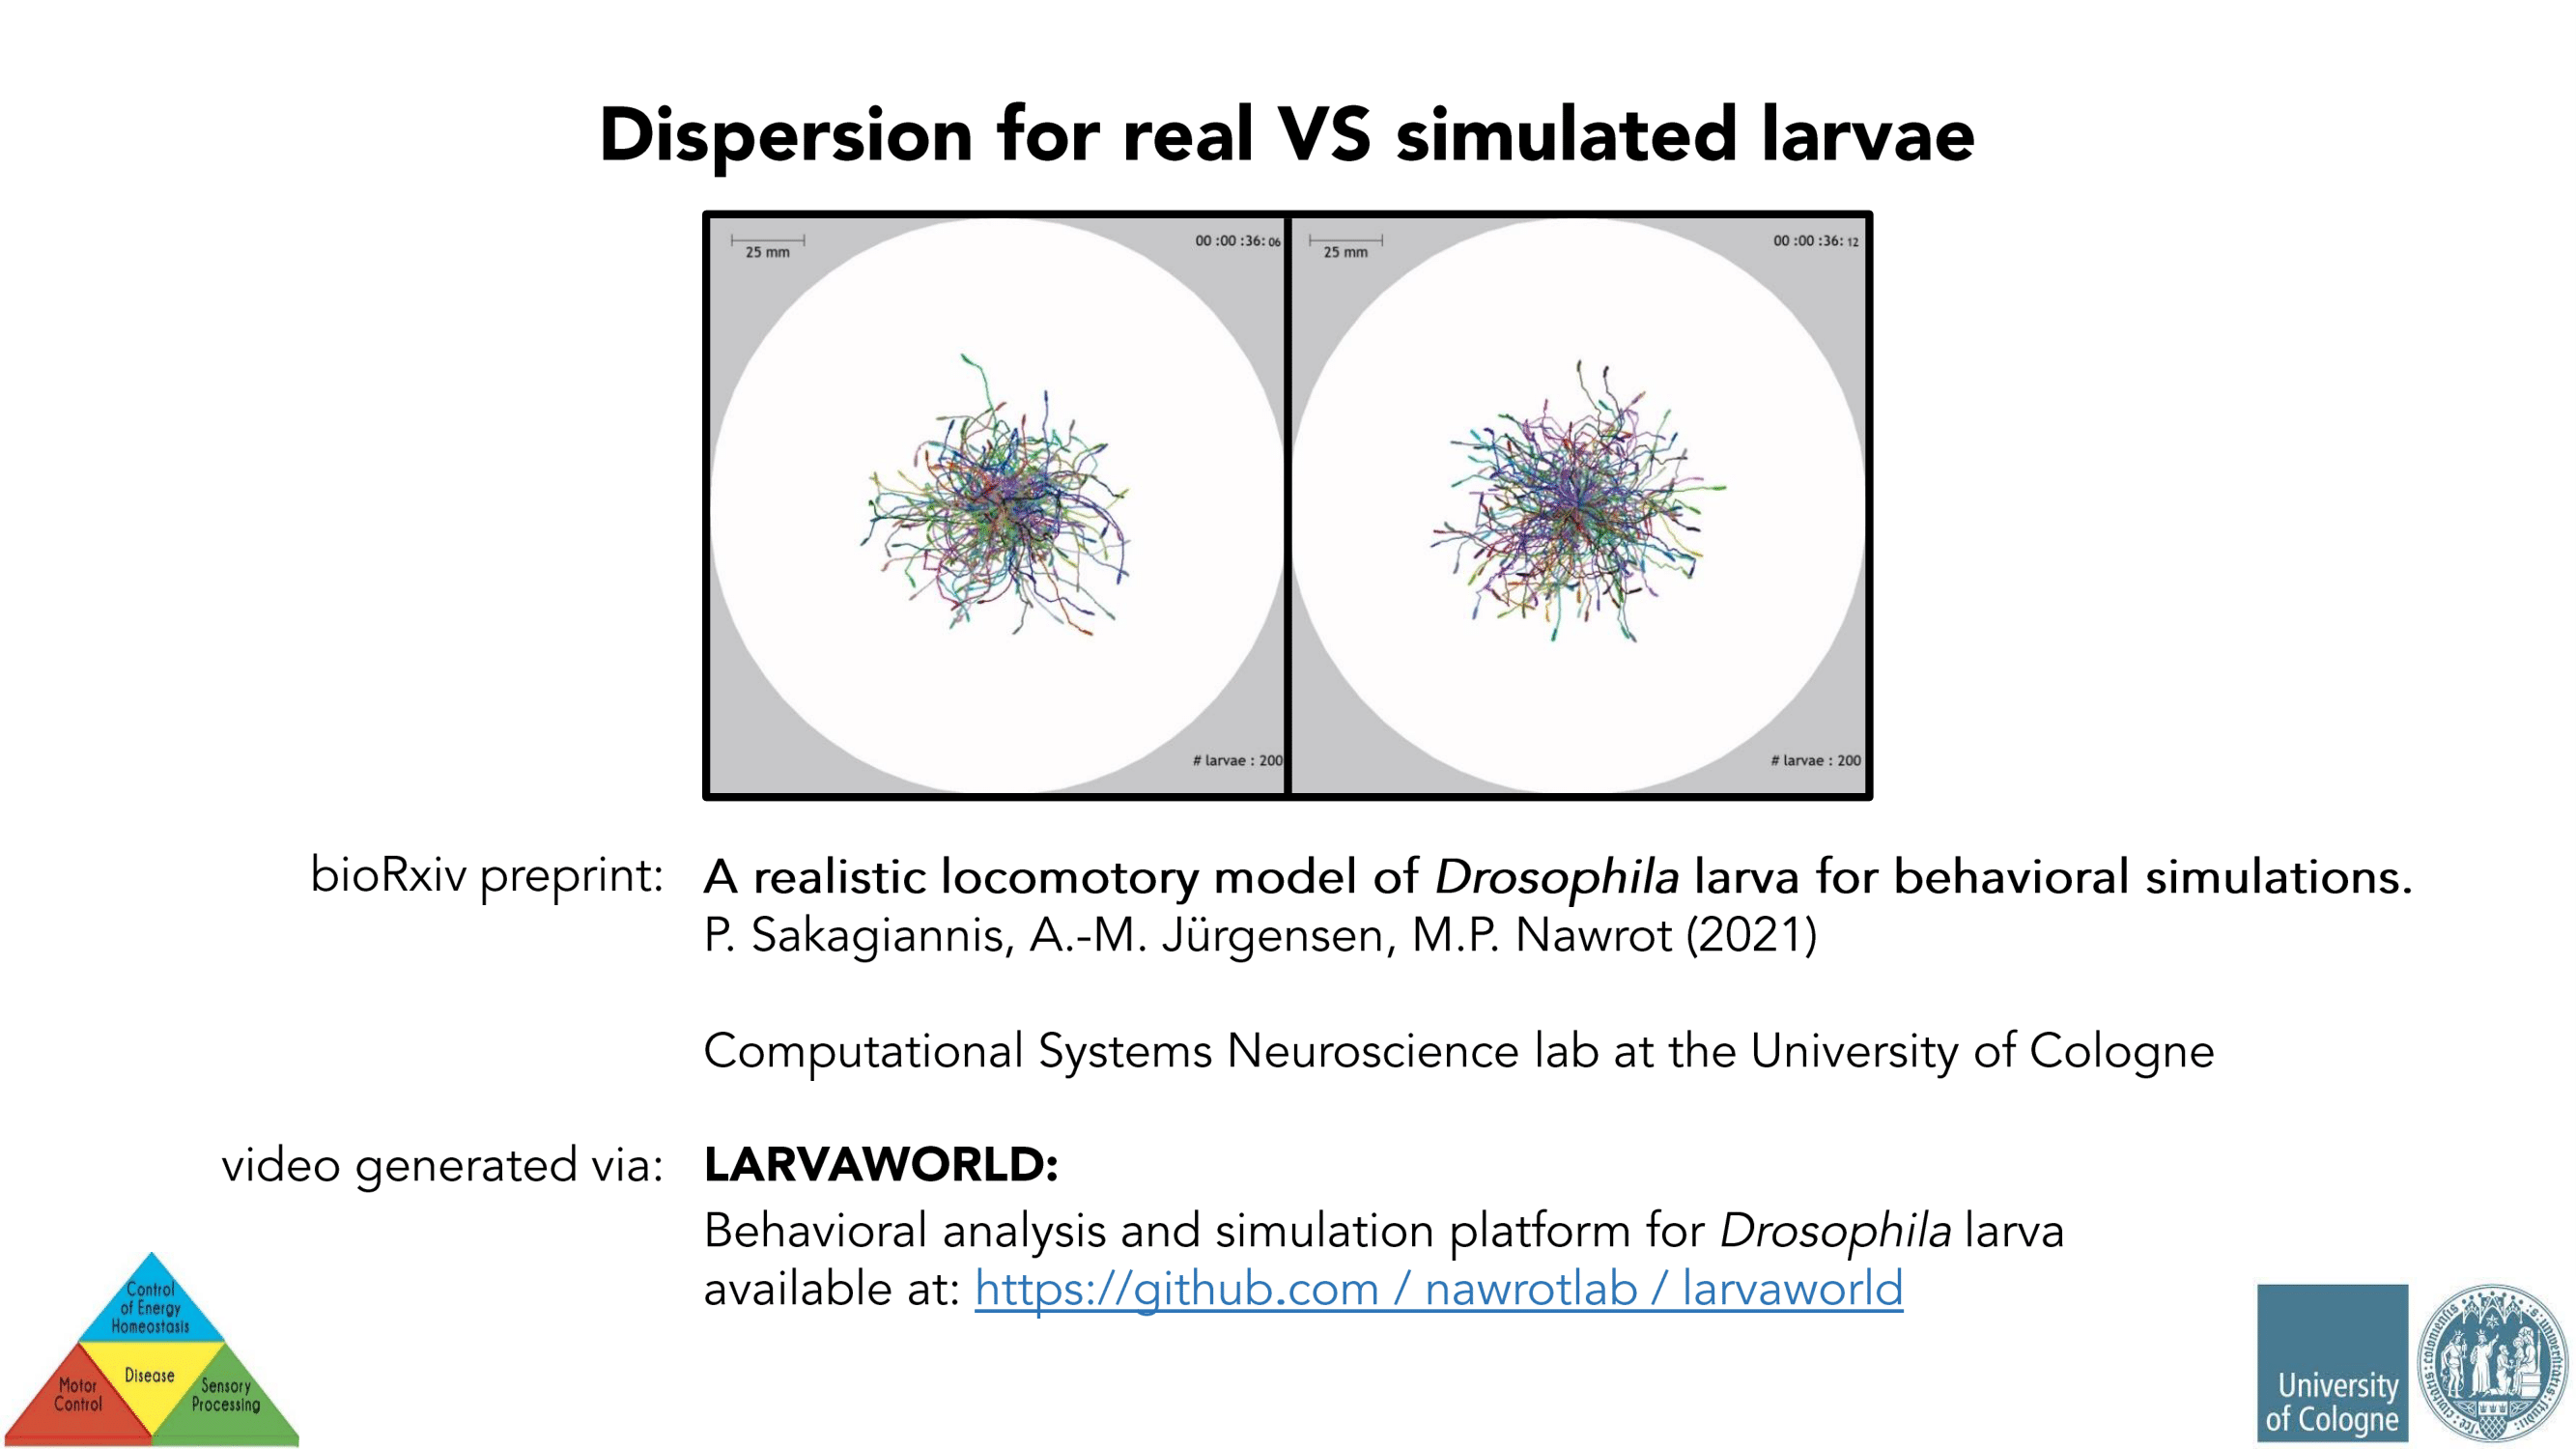 Dispersion for real VS simulated larvae
25 mm
00 :00 :36: 06
# larvae : 200
25 mm
00 :00 :36: 12
# larvae : 200
bioRxiv preprint: A realistic locomotory model of Drosophila larva for behavioral simulations.
P. Sakagiannis, A.-M. Jürgensen, M.P. Nawrot (2021)
Computational Systems Neuroscience lab at the University of Cologne
video generated via: LARVAWORLD:
Behavioral analysis and simulation platform for Drosophila larva
available at: https://github.com / nawrotlab / larvaworld
Control
of Energy
Homeostasis
Disease
Motor
Control
Sensory
Processing
University
of Cologne